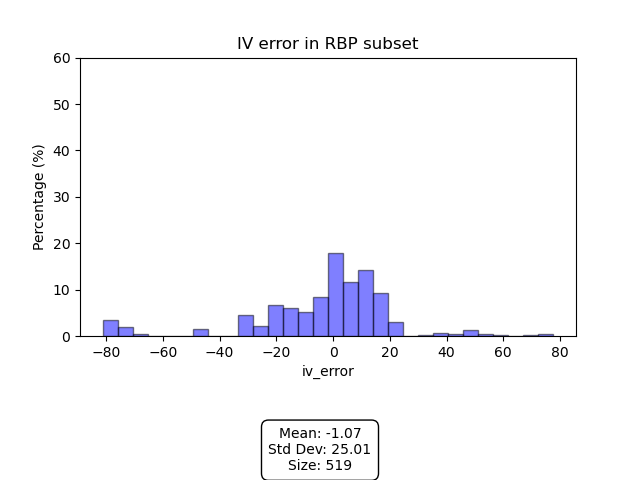 IV error in RBP subset
60
50
40
30
20
10
0
Percentage (%)
−80 −60 −40 −20 0 20 40 60 80
iv_error
Mean: -1.07
Std Dev: 25.01
Size: 519